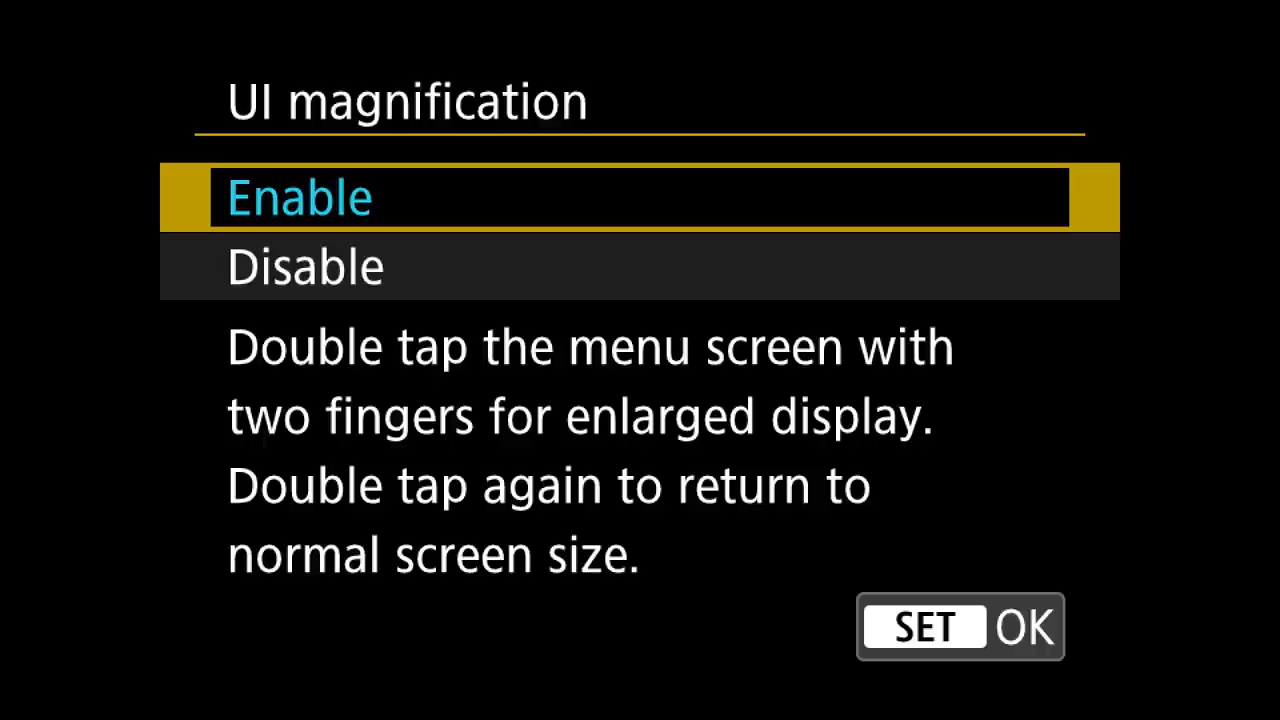 UI magnification
Enable
Disable
Double tap the menu screen with
two fingers for enlarged display.
Double tap again to return to
normal screen size.
SET OK